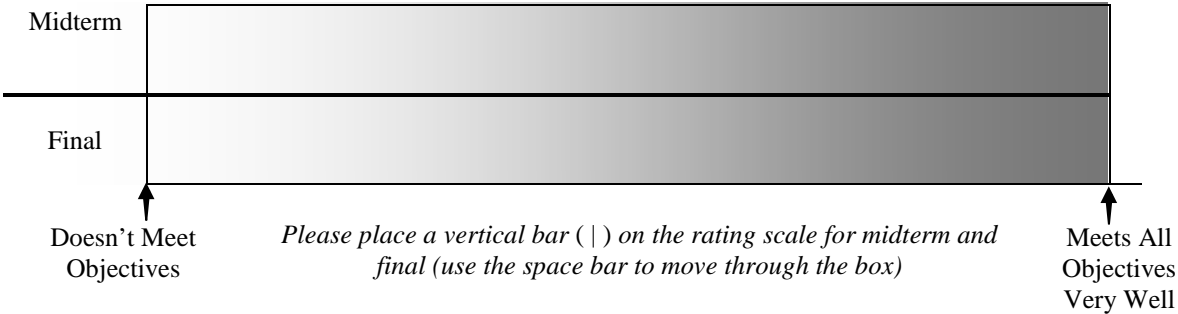 Midterm
Final
Doesn't Meet
Objectives
Please place a vertical bar ( | ) on the rating scale for midterm and
final (use the space bar to move through the box)
Meets All
Objectives
Very Well